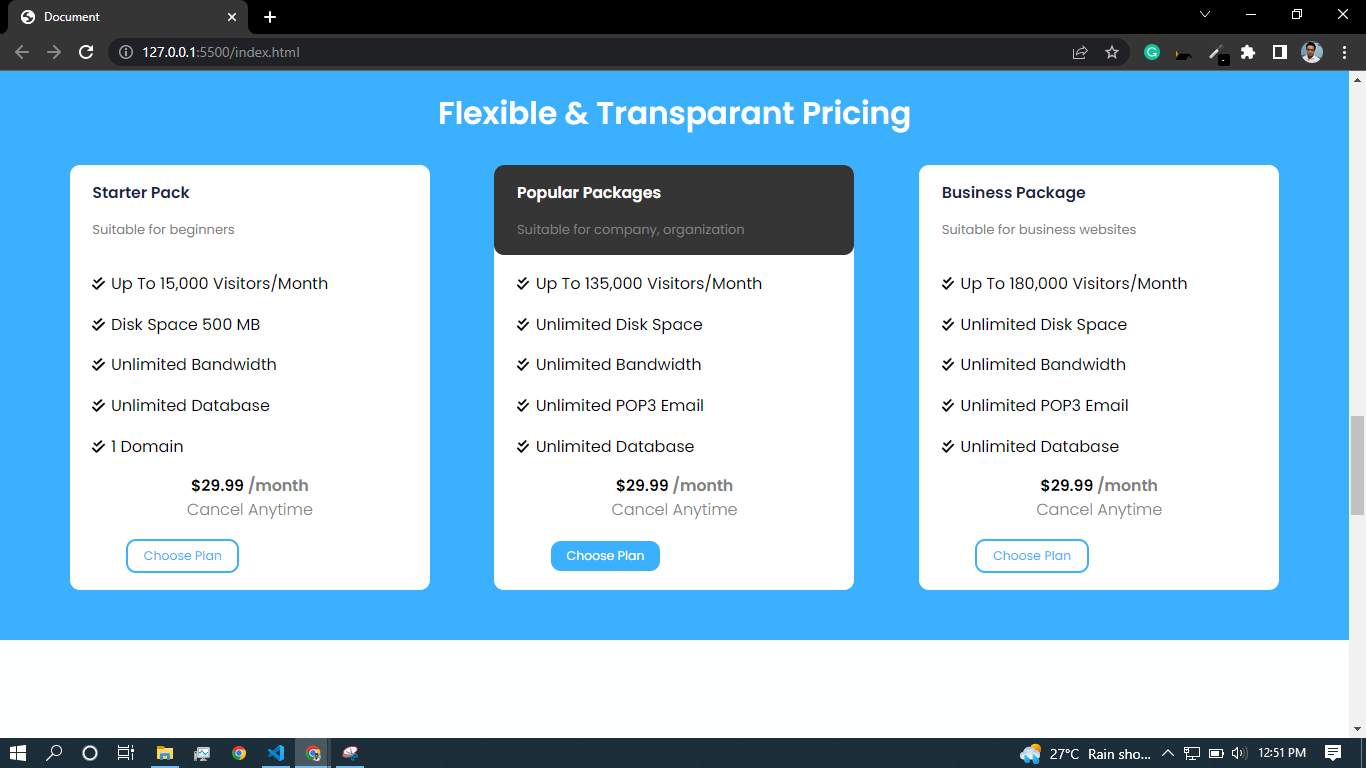 Document
127.0.0.1:5500/index.html
Flexible & Transparant Pricing
Starter Pack
Suitable for beginners
Up To 15,000 Visitors/Month
Disk Space 500 MB
Unlimited Bandwidth
Unlimited Database
1 Domain
$29.99 /month
Cancel Anytime
Choose Plan
Popular Packages
Suitable for company, organization
Up To 135,000 Visitors/Month
Unlimited Disk Space
Unlimited Bandwidth
Unlimited POP3 Email
Unlimited Database
$29.99 /month
Cancel Anytime
Choose Plan
Business Package
Suitable for business websites
Up To 180,000 Visitors/Month
Unlimited Disk Space
Unlimited Bandwidth
Unlimited POP3 Email
Unlimited Database
$29.99 /month
Cancel Anytime
Choose Plan
27°C Rain sho...
12:51 PM